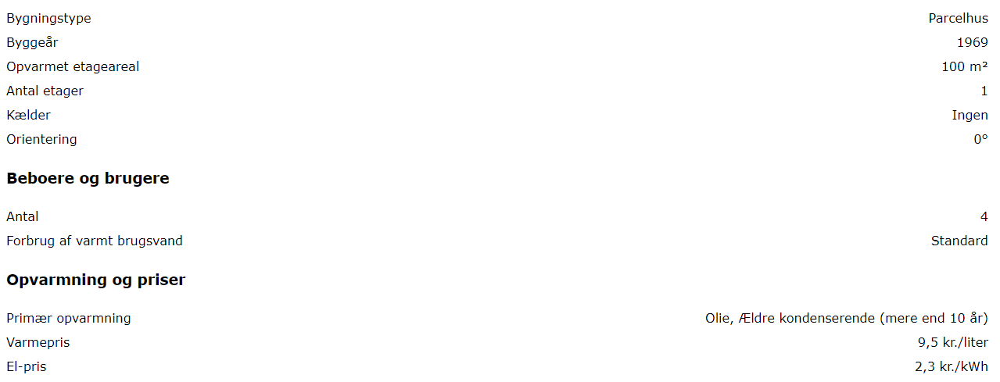 Bygningstype Parcelhus
Byggeår 1969
Opvarmet etageareal 100 m²
Antal etager 1
Kælder Ingen
Orientering 0°
Beboere og brugere
Antal 4
Forbrug af varmt brugsvand Standard
Opvarmning og priser
Primær opvarmning Olie, Ældre kondenserende (mere end 10 år)
Varmepris 9,5 kr./liter
El-pris 2,3 kr./kWh